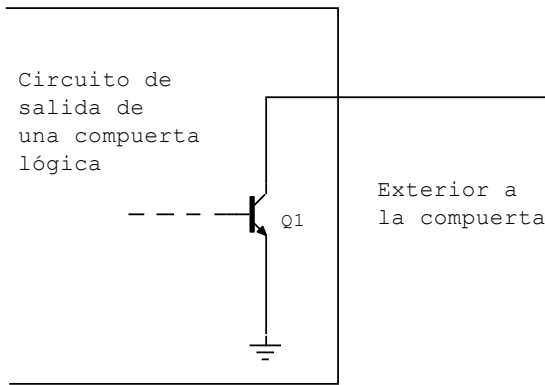 Circuito de
salida de
una compuerta
lógica
Q1
Exterior a
la compuerta